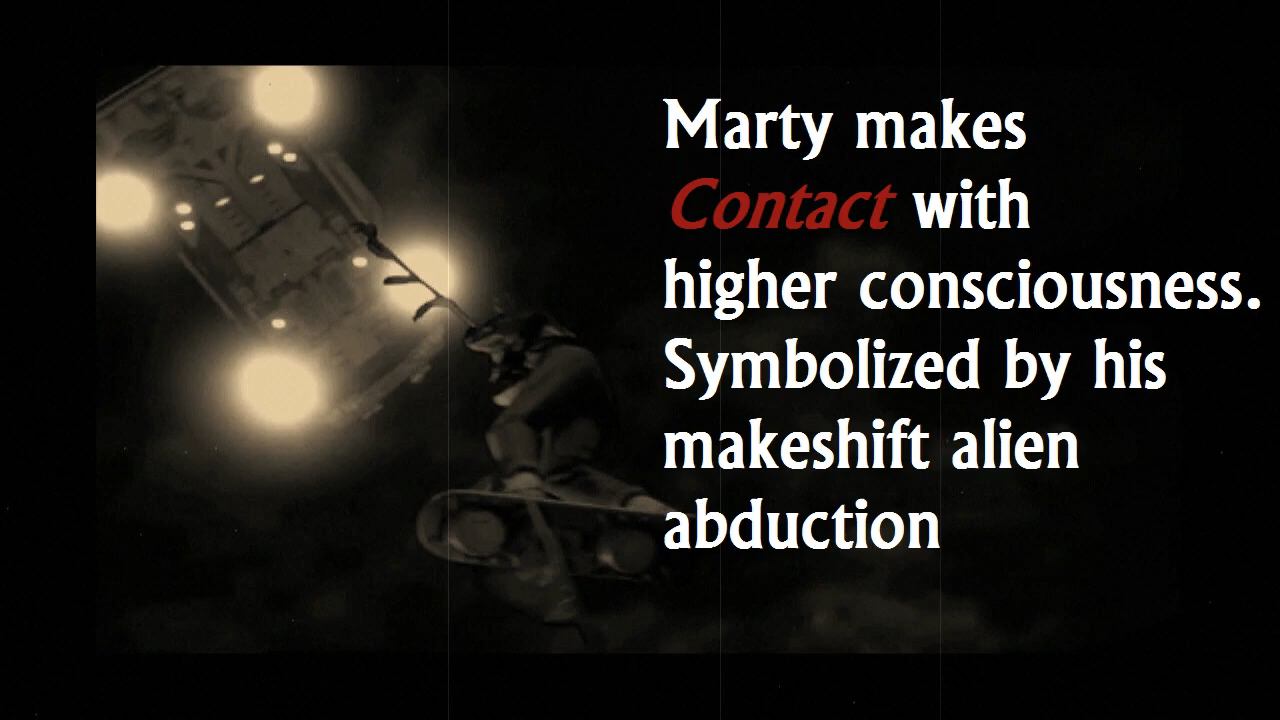 Marty makes
Contact with
higher consciousness.
Symbolized by his
makeshift alien
abduction